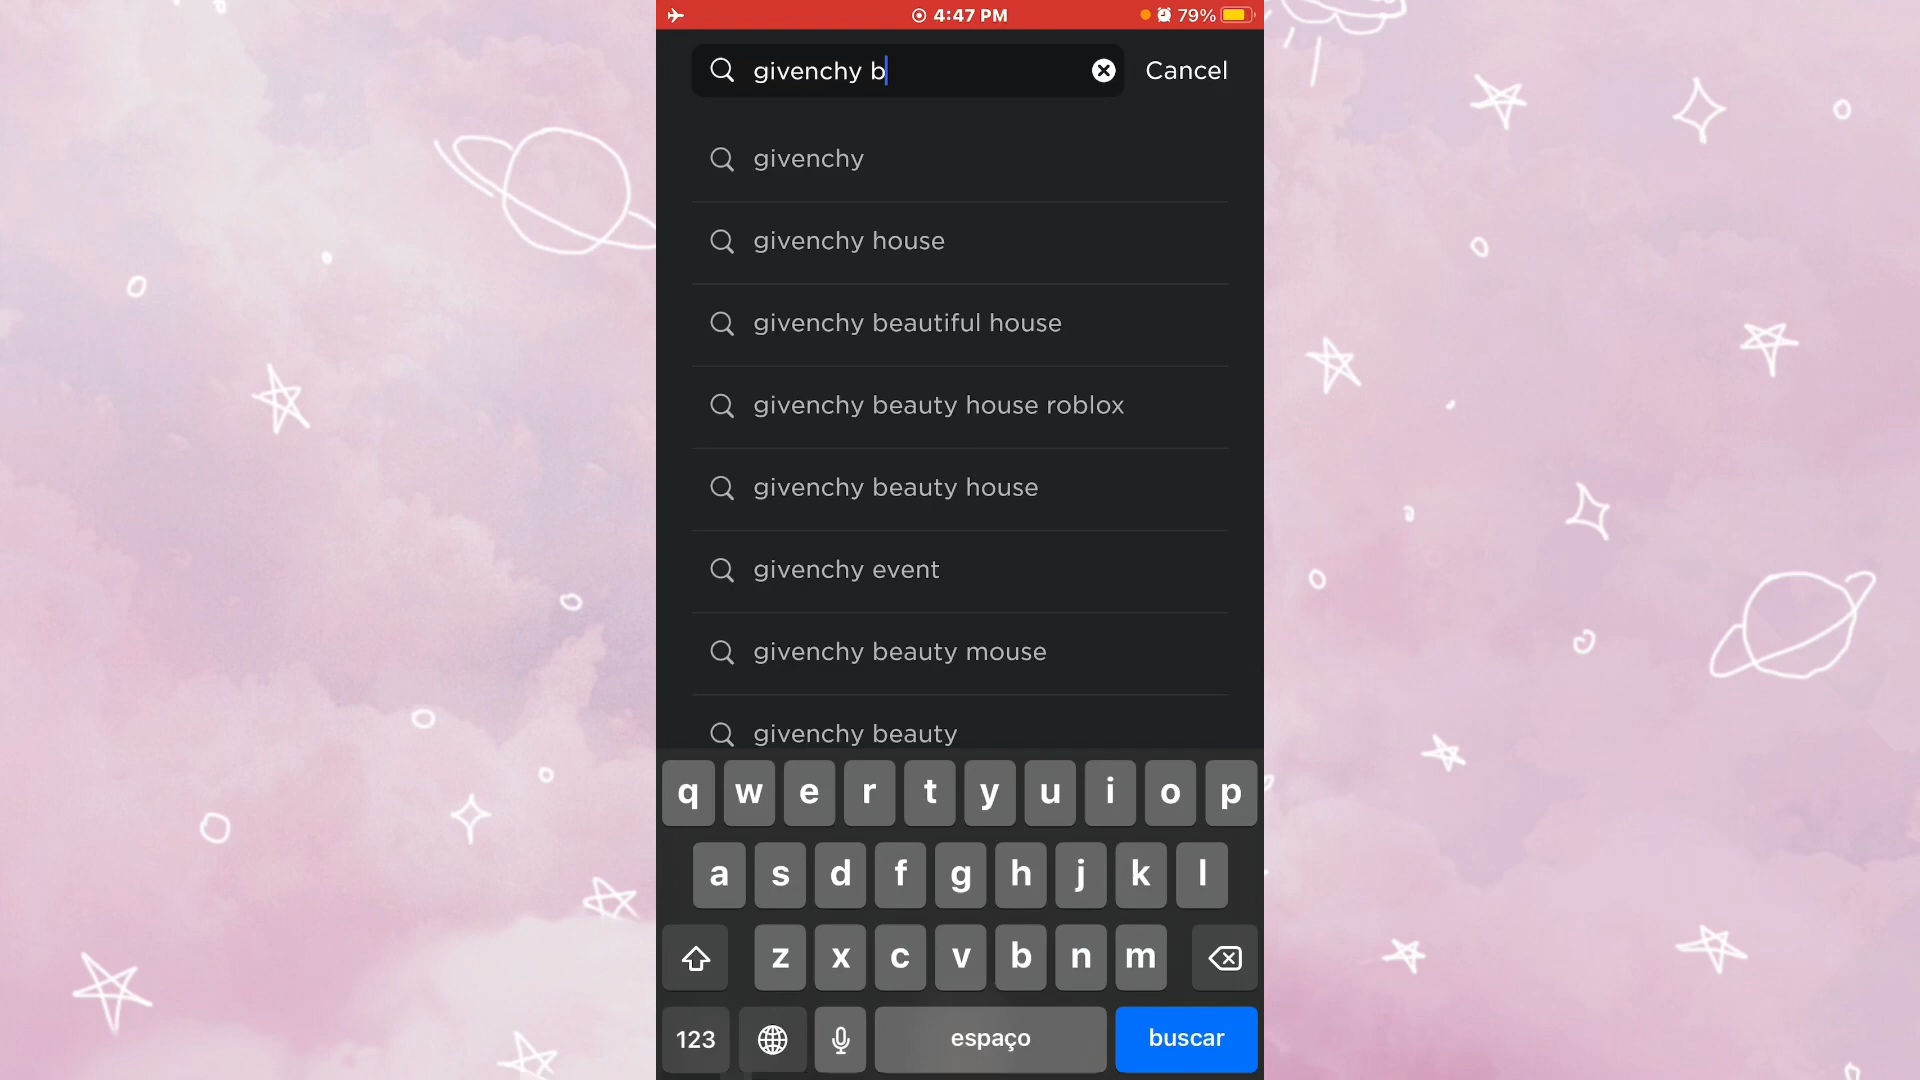 4:47 PM
79%
givenchy b
Cancel
givenchy
givenchy house
givenchy beautiful house
givenchy beauty house roblox
givenchy beauty house
givenchy event
givenchy beauty mouse
givenchy beauty
q w e r t y u i o p
a s d f g h j k l
z x c v b n m
123
espaço
buscar